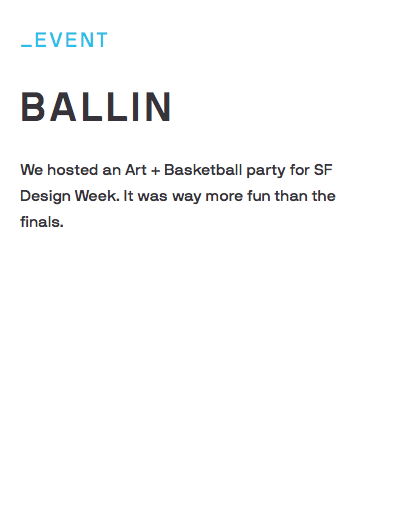 _EVENT
BALLIN
We hosted an Art + Basketball party for SF
Design Week. It was way more fun than the
finals.